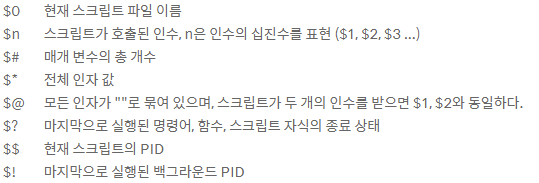 $0 현재 스크립트 파일 이름
$n 스크립트가 호출된 인수, n은 인수의 십진수를 표현 ($1, $2, $3 ...)
$# 매개 변수의 총 개수
$* 전체 인자 값
$@ 모든 인자가 ""로 묶여 있으며, 스크립트가 두 개의 인수를 받으면 $1, $2와 동일하다.
$? 마지막으로 실행된 명령어, 함수, 스크립트 자식의 종료 상태
$$ 현재 스크립트의 PID
$! 마지막으로 실행된 백그라운드 PID